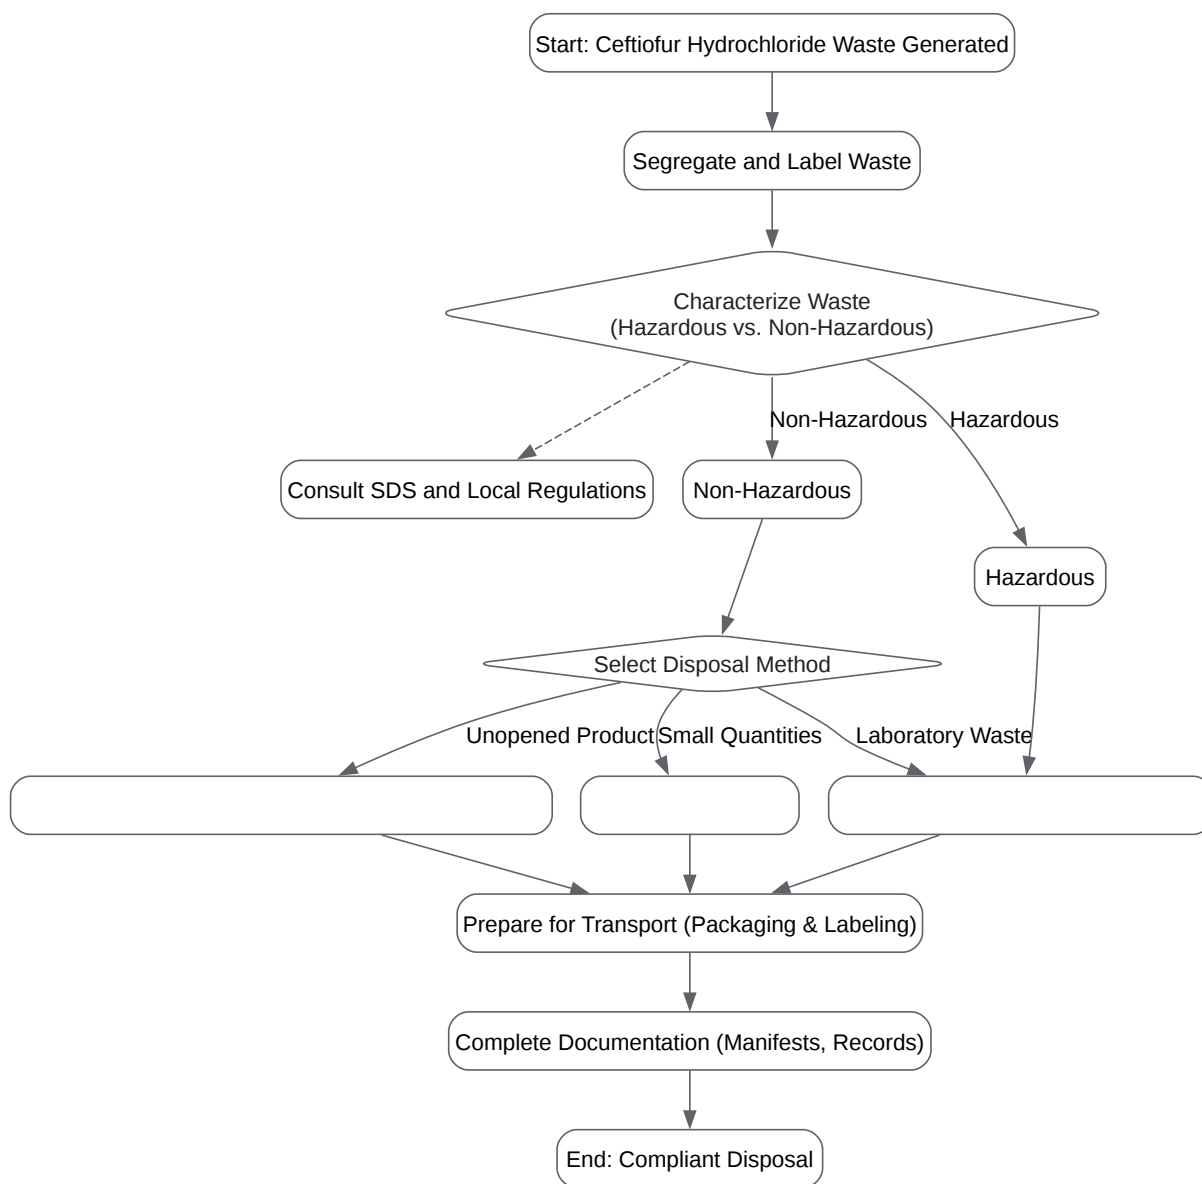 Start: Ceftiofur Hydrochloride Waste Generated
Segregate and Label Waste
Characterize Waste
(Hazardous vs. Non-Hazardous)
Non-Hazardous
Hazardous
Consult SDS and Local Regulations
Non-Hazardous
Hazardous
Select Disposal Method
Unopened Product
Small Quantities
Laboratory Waste
Prepare for Transport (Packaging & Labeling)
Complete Documentation (Manifests, Records)
End: Compliant Disposal